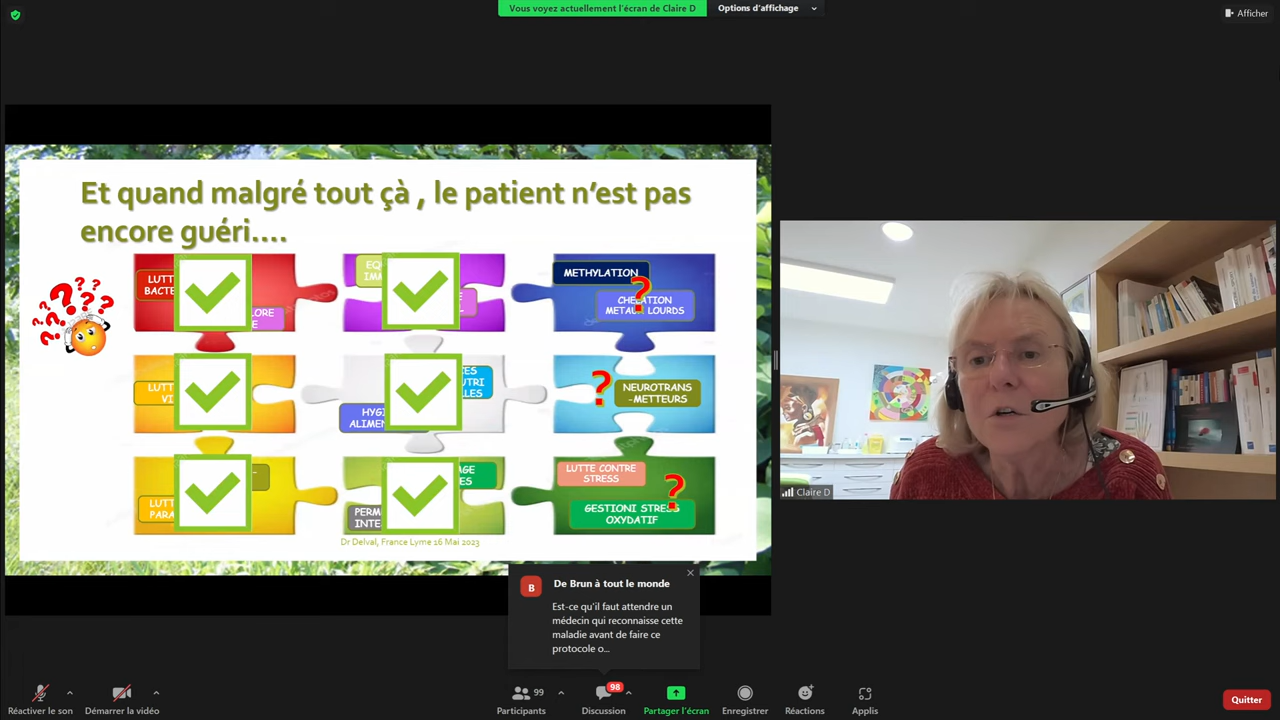 Vous voyez actuellement l'écran de Claire D
Options d'affichage
Afficher
Et quand malgré tout çà , le patient n'est pas
encore guéri....
METHYLATION
CHELATION
METAUX LOURDS
NEUROTRANS
-METTEURS
LUTTE CONTRE
STRESS
GESTIONI STRESS
OXYDATIF
Dr Delval, France Lyme 16 Mai 2023
Claire D
B
De Brun à tout le monde
Est-ce qu'il faut attendre un
médecin qui reconnaisse cette
maladie avant de faire ce
protocole o...
99
98
Réactiver le son
Démarrer la vidéo
Participants
Discussion
Partager l'écran
Enregistrer
Réactions
Applis
Quitter